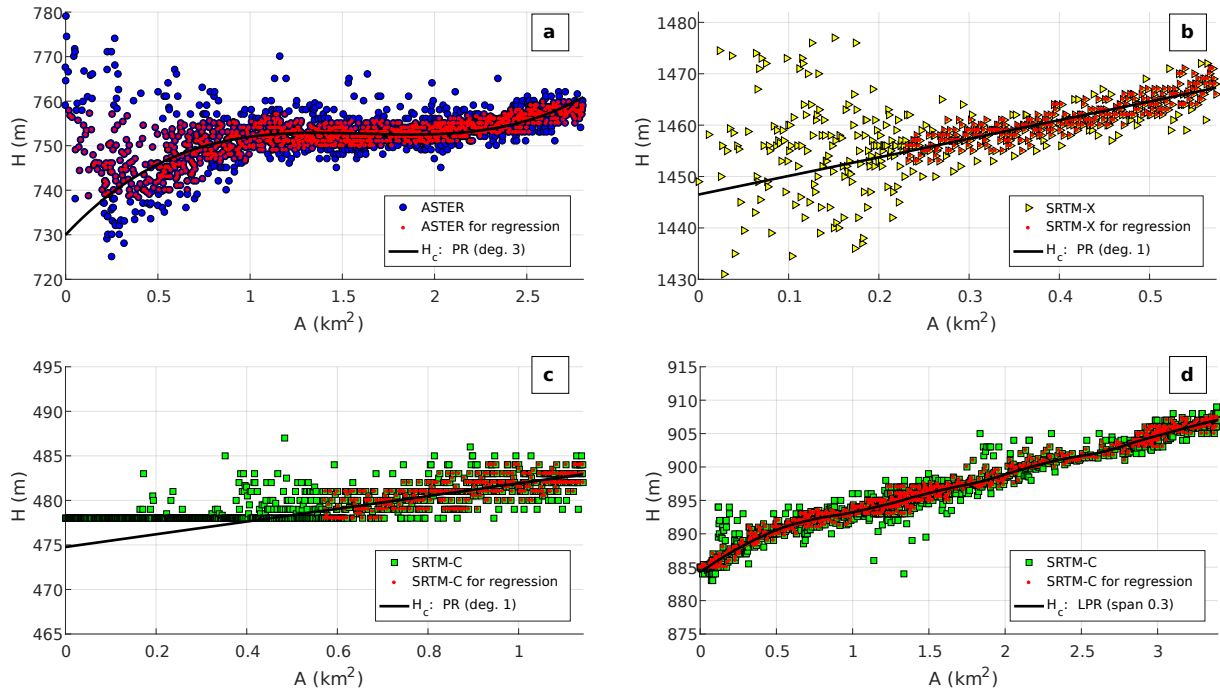 780
770
760
750
740
730
720
H (m)
a
ASTER
ASTER for regression
H_c: PR (deg. 3)
0
0.5
1
1.5
2
2.5
A (km²)
1480
1470
1460
1450
1440
1430
H (m)
b
SRTM-X
SRTM-X for regression
H_c: PR (deg. 1)
0
0.1
0.2
0.3
0.4
0.5
A (km²)
495
490
485
480
475
470
465
H (m)
c
SRTM-C
SRTM-C for regression
H_c: PR (deg. 1)
0
0.2
0.4
0.6
0.8
1
A (km²)
915
910
905
900
895
890
885
880
875
H (m)
d
SRTM-C
SRTM-C for regression
H_c: LPR (span 0.3)
0
0.5
1
1.5
2
2.5
3
A (km²)